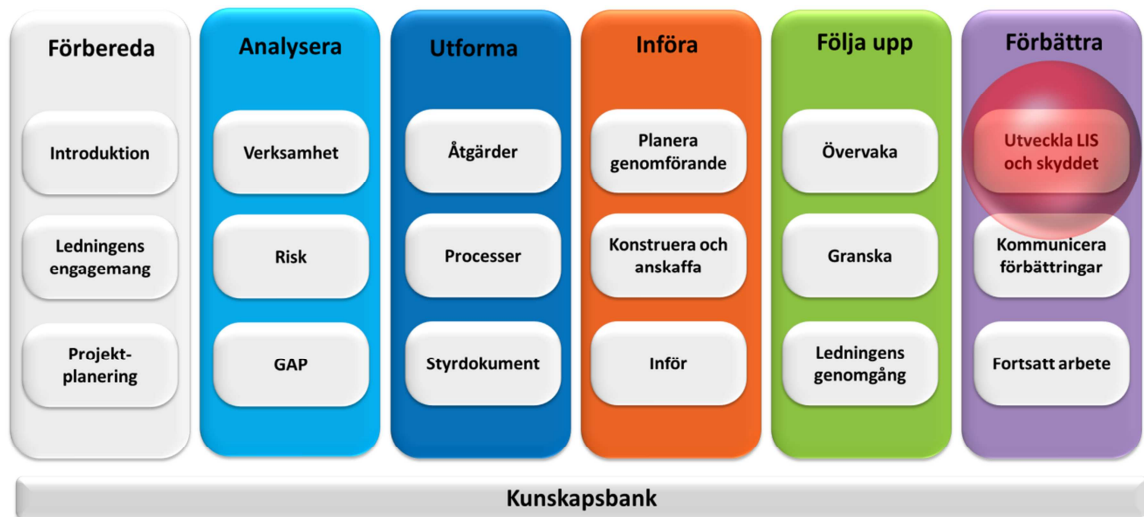 Förbereda
Introduktion
Ledningens
engagemang
Projekt-
planering
Analysera
Verksamhet
Risk
GAP
Utforma
Åtgärder
Processer
Styrdokument
Införa
Planera
genomförande
Konstruera och
anskaffa
Inför
Följa upp
Övervaka
Granska
Ledningens
genomgång
Förbättra
Utveckla LIS
och skyddet
Kommunicera
förbättringar
Fortsatt arbete
Kunskapsbank